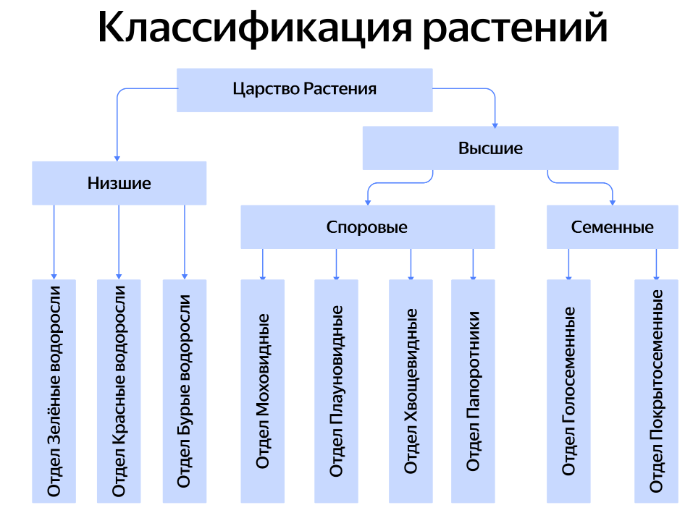 Классификация растений
Царство Растения
Высшие
Низшие
Споровые
Семенные
Отдел Зелёные водоросли
Отдел Красные водоросли
Отдел Бурые водоросли
Отдел Моховидные
Отдел Плауновидные
Отдел Хвощевидные
Отдел Папоротники
Отдел Голосеменные
Отдел Покрытосеменные